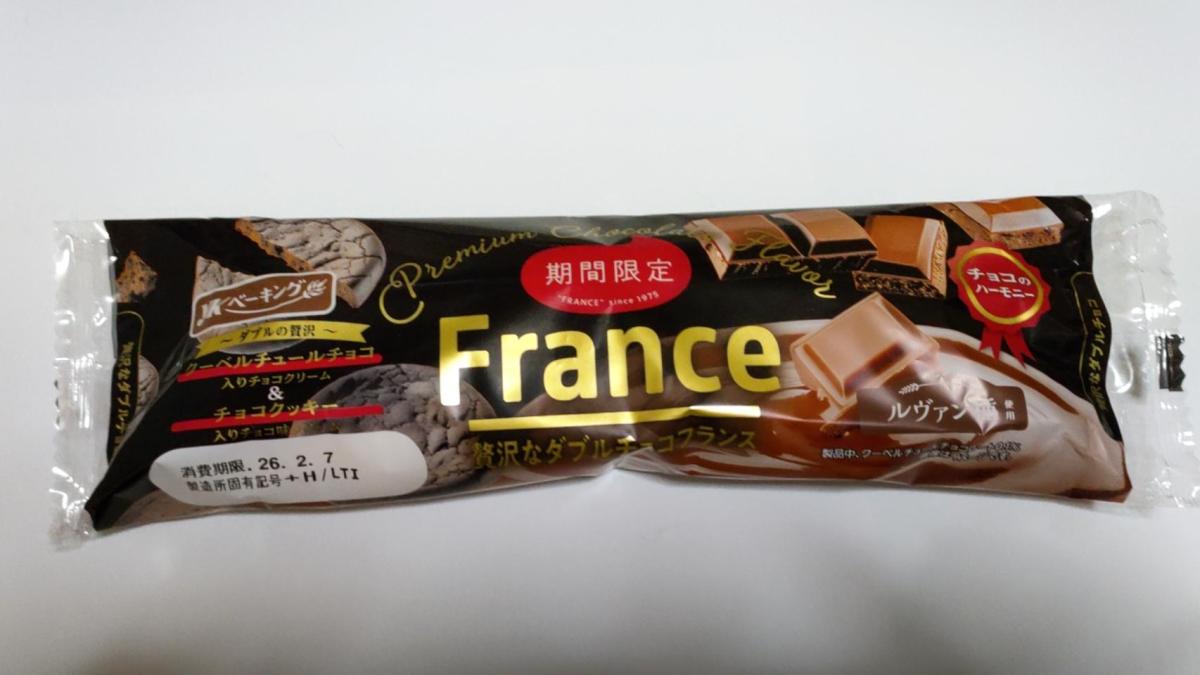 Premium Chocolate Flavor
期間限定
"FRANCE" since 1975
JKベーキング
～ダブルの贅沢～
クーベルチュールチョコ
入りチョコクリーム
&
チョコクッキー
入りチョコ味
France
贅沢なダブルチョコフランス
チョコの
ハーモニー
ルヴァン種
使用
消費期限.26.2.7
製造所固有記号+H/LTI